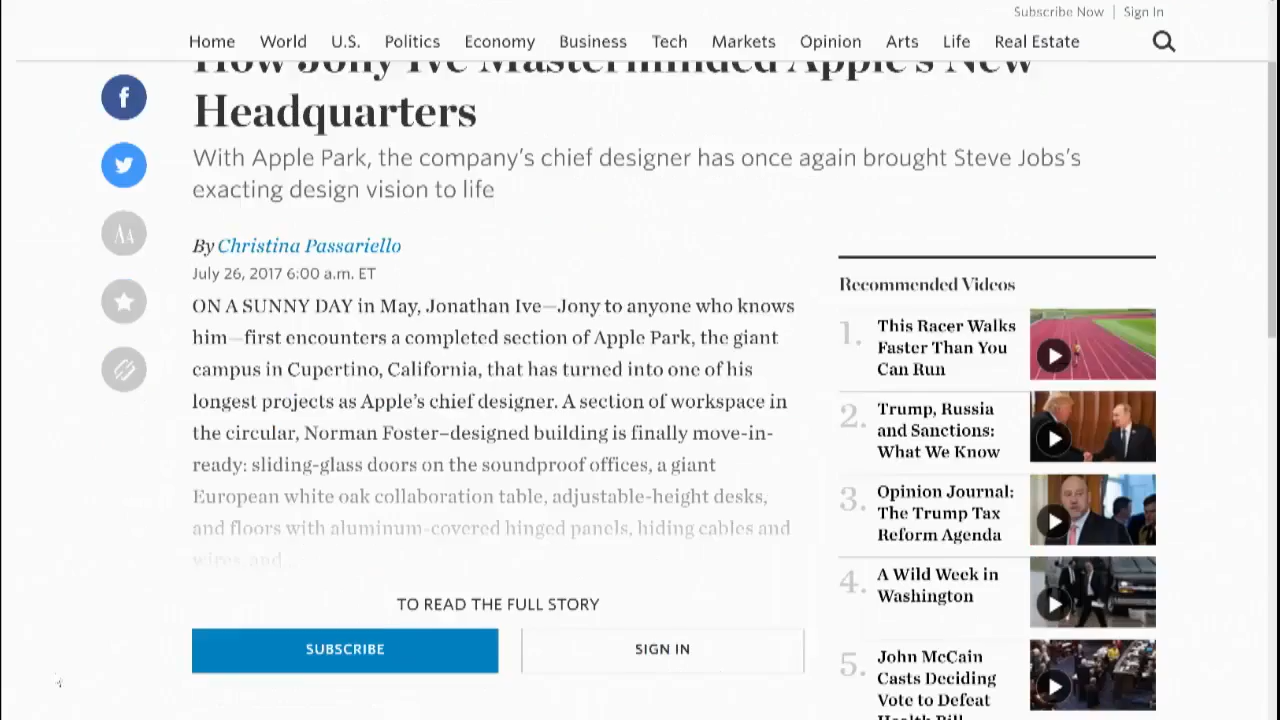 Subscribe Now | Sign In
Home World U.S. Politics Economy Business Tech Markets Opinion Arts Life Real Estate
How Jony Ive Masterminded Apple's New
Headquarters
With Apple Park, the company's chief designer has once again brought Steve Jobs's
exacting design vision to life
By Christina Passariello
July 26, 2017 6:00 a.m. ET
ON A SUNNY DAY in May, Jonathan Ive—Jony to anyone who knows
him—first encounters a completed section of Apple Park, the giant
campus in Cupertino, California, that has turned into one of his
longest projects as Apple's chief designer. A section of workspace in
the circular, Norman Foster–designed building is finally move-in-
ready: sliding-glass doors on the soundproof offices, a giant
European white oak collaboration table, adjustable-height desks,
and floors with aluminum-covered hinged panels, hiding cables and
wires, and
TO READ THE FULL STORY
SUBSCRIBE
SIGN IN
Recommended Videos
1. This Racer Walks
Faster Than You
Can Run
2. Trump, Russia
and Sanctions:
What We Know
3. Opinion Journal:
The Trump Tax
Reform Agenda
4. A Wild Week in
Washington
5. John McCain
Casts Deciding
Vote to Defeat
Health Bill